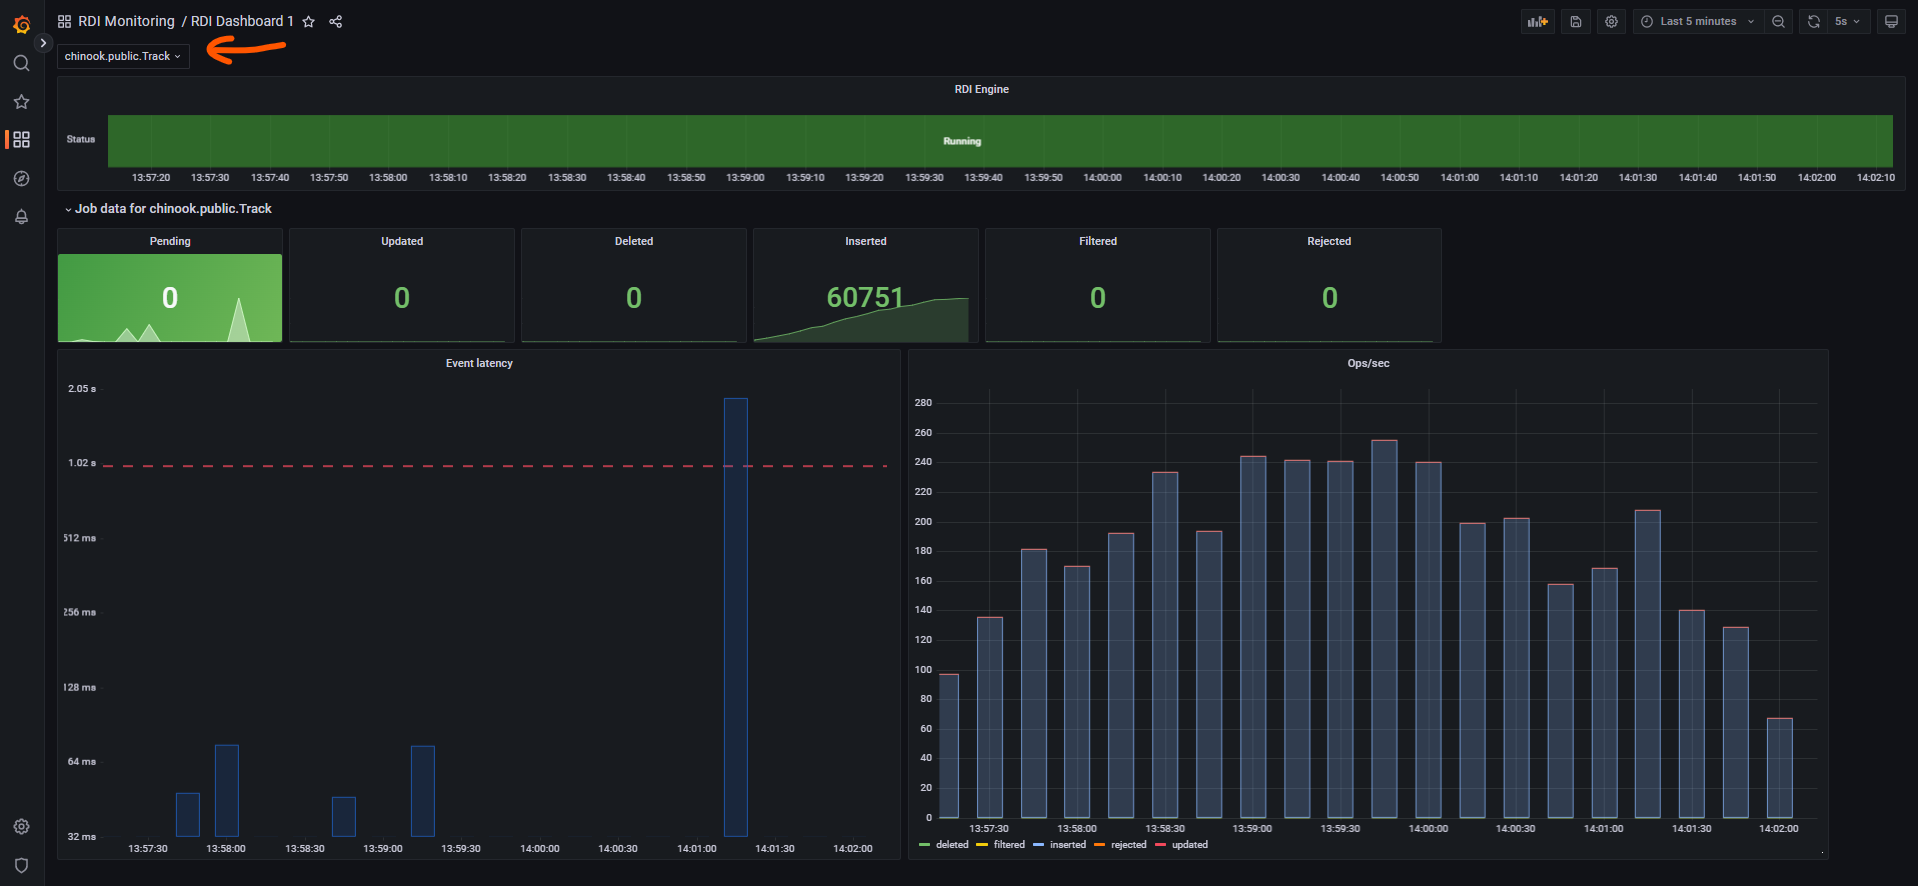 RDI Monitoring / RDI Dashboard 1
Last 5 minutes
5s
chinook.public.Track
RDI Engine
Status
Running
13:57:20 13:57:30 13:57:40 13:57:50 13:58:00 13:58:10 13:58:20 13:58:30 13:58:40 13:58:50 13:59:00 13:59:10 13:59:20 13:59:30 13:59:40 13:59:50 14:00:00 14:00:10 14:00:20 14:00:30 14:00:40 14:00:50 14:01:00 14:01:10 14:01:20 14:01:30 14:01:40 14:01:50 14:02:00 14:02:10
Job data for chinook.public.Track
Pending
0
Updated
0
Deleted
0
Inserted
60751
Filtered
0
Rejected
0
Event latency
2.05 s
1.02 s
512 ms
256 ms
128 ms
64 ms
32 ms
13:57:30 13:58:00 13:58:30 13:59:00 13:59:30 14:00:00 14:00:30 14:01:00 14:01:30 14:02:00
Ops/sec
280
260
240
220
200
180
160
140
120
100
80
60
40
20
0
13:57:30 13:58:00 13:58:30 13:59:00 13:59:30 14:00:00 14:00:30 14:01:00 14:01:30 14:02:00
deleted filtered inserted rejected updated